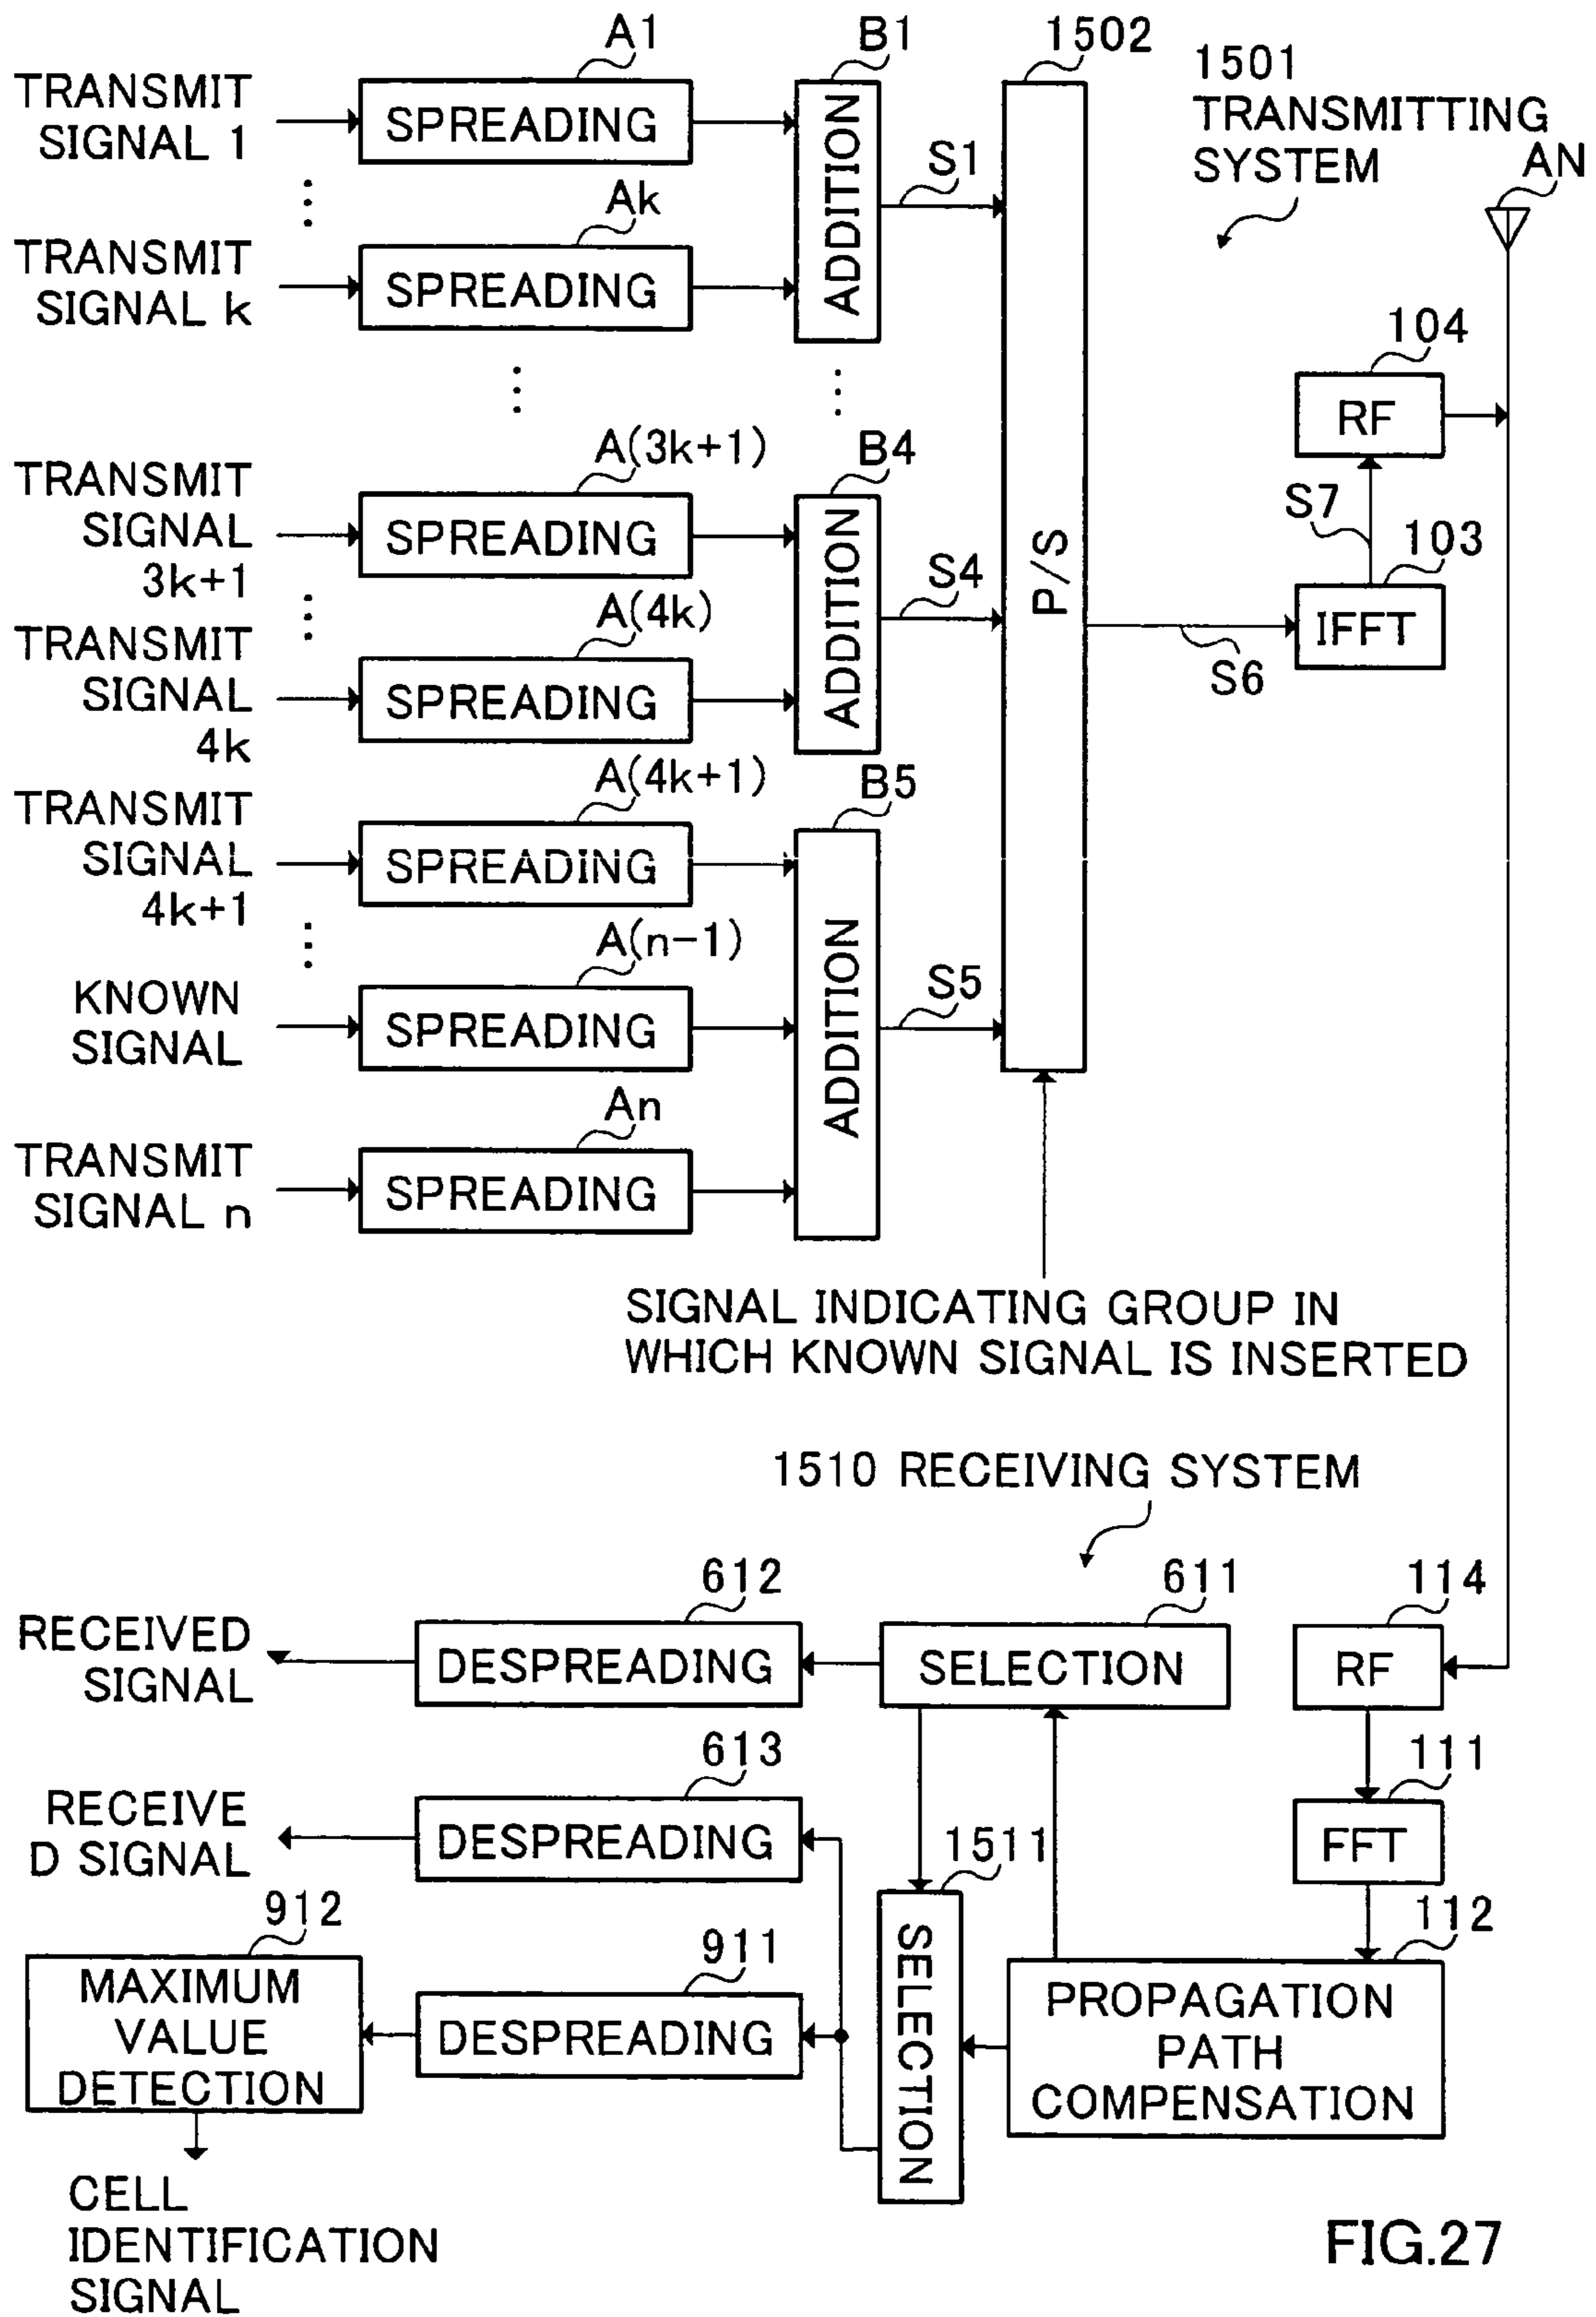 A1
B1
1502
1501
TRANSMITTING
SYSTEM
AN
TRANSMIT
SIGNAL 1
SPREADING
ADDITION
S1
Ak
TRANSMIT
SIGNAL k
SPREADING
104
RF
A(3k+1)
B4
TRANSMIT
SIGNAL
3k+1
SPREADING
ADDITION
S4
P/S
S7
103
IFFT
S6
A(4k)
TRANSMIT
SIGNAL
4k
SPREADING
A(4k+1)
B5
TRANSMIT
SIGNAL
4k+1
SPREADING
ADDITION
A(n-1)
KNOWN
SIGNAL
SPREADING
S5
An
TRANSMIT
SIGNAL n
SPREADING
SIGNAL INDICATING GROUP IN
WHICH KNOWN SIGNAL IS INSERTED
1510 RECEIVING SYSTEM
612
611
114
RECEIVED
SIGNAL
DESPREADING
SELECTION
RF
613
111
RECEIVE
D SIGNAL
DESPREADING
1511
FFT
912
911
112
MAXIMUM
VALUE
DETECTION
DESPREADING
SELECTION
PROPAGATION
PATH
COMPENSATION
CELL
IDENTIFICATION
SIGNAL
FIG.27